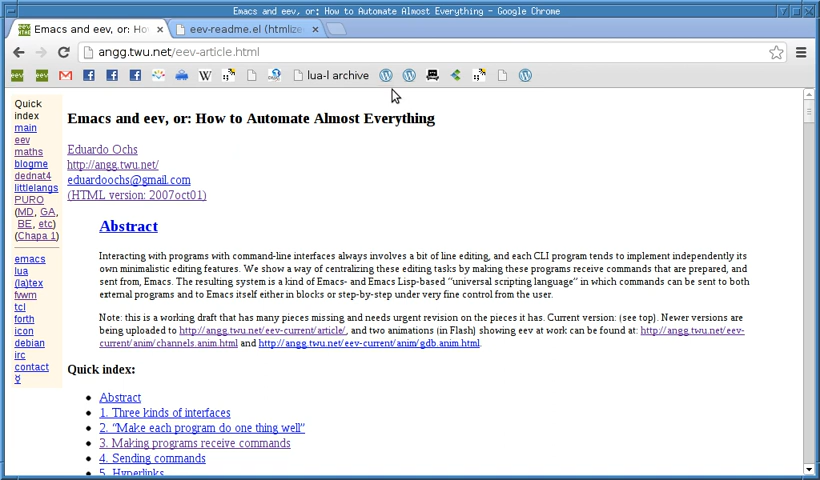 Emacs and eev, or: How to Automate Almost Everything - Google Chrome
Emacs and eev, or: Ho
eev-readme.el (htmlize
angg.twu.net/eev-article.html
lua-l archive
Quick
index
main
eev
maths
blogme
dednat4
littlelangs
PURO
(MD, GA,
BE, etc)
(Chapa 1)
emacs
lua
(la)tex
fvwm
tcl
forth
icon
debian
irc
contact
Emacs and eev, or: How to Automate Almost Everything
Eduardo Ochs
http://angg.twu.net/
eduardoochs@gmail.com
(HTML version: 2007oct01)
Abstract
Interacting with programs with command-line interfaces always involves a bit of line editing, and each CLI program tends to implement independently its
own minimalistic editing features. We show a way of centralizing these editing tasks by making these programs receive commands that are prepared, and
sent from, Emacs. The resulting system is a kind of Emacs- and Emacs Lisp-based "universal scripting language" in which commands can be sent to both
external programs and to Emacs itself either in blocks or step-by-step under very fine control from the user.
Note: this is a working draft that has many pieces missing and needs urgent revision on the pieces it has. Current version: (see top). Newer versions are
being uploaded to http://angg.twu.net/eev-current/article/, and two animations (in Flash) showing eev at work can be found at: http://angg.twu.net/eev-
current/anim/channels.anim.html and http://angg.twu.net/eev-current/anim/gdb.anim.html.
Quick index:
Abstract
1. Three kinds of interfaces
2. "Make each program do one thing well"
3. Making programs receive commands
4. Sending commands
5. Hyperlinks